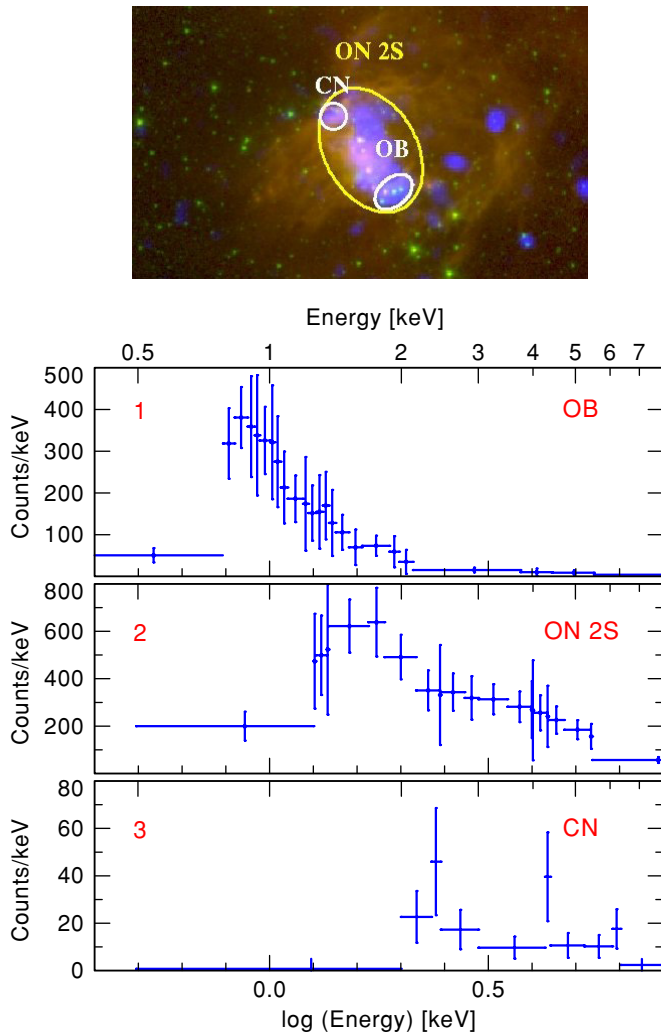 ON 2S
CN
OB
Energy [keV]
0.5 1 2 3 4 5 6 7
500
400
300
200
100
Counts/keV
1
OB
800
600
400
200
Counts/keV
2
ON 2S
80
60
40
20
0
Counts/keV
3
CN
0.0 0.5
log (Energy) [keV]